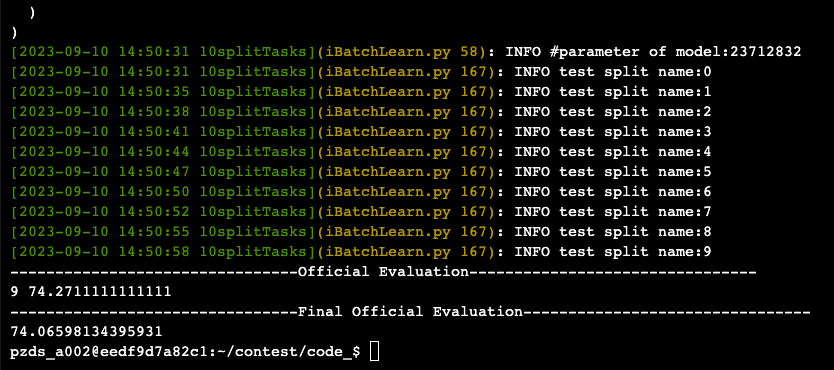 )
)
[2023-09-10 14:50:31 10splitTasks](iBatchLearn.py 58): INFO #parameter of model:23712832
[2023-09-10 14:50:31 10splitTasks](iBatchLearn.py 167): INFO test split name:0
[2023-09-10 14:50:35 10splitTasks](iBatchLearn.py 167): INFO test split name:1
[2023-09-10 14:50:38 10splitTasks](iBatchLearn.py 167): INFO test split name:2
[2023-09-10 14:50:41 10splitTasks](iBatchLearn.py 167): INFO test split name:3
[2023-09-10 14:50:44 10splitTasks](iBatchLearn.py 167): INFO test split name:4
[2023-09-10 14:50:47 10splitTasks](iBatchLearn.py 167): INFO test split name:5
[2023-09-10 14:50:50 10splitTasks](iBatchLearn.py 167): INFO test split name:6
[2023-09-10 14:50:52 10splitTasks](iBatchLearn.py 167): INFO test split name:7
[2023-09-10 14:50:55 10splitTasks](iBatchLearn.py 167): INFO test split name:8
[2023-09-10 14:50:58 10splitTasks](iBatchLearn.py 167): INFO test split name:9
--------------------------------Official Evaluation--------------------------------
9 74.2711111111111
--------------------------------Final Official Evaluation--------------------------------
74.06598134395931
pzds_a002@eedf9d7a82c1:~/contest/code_$